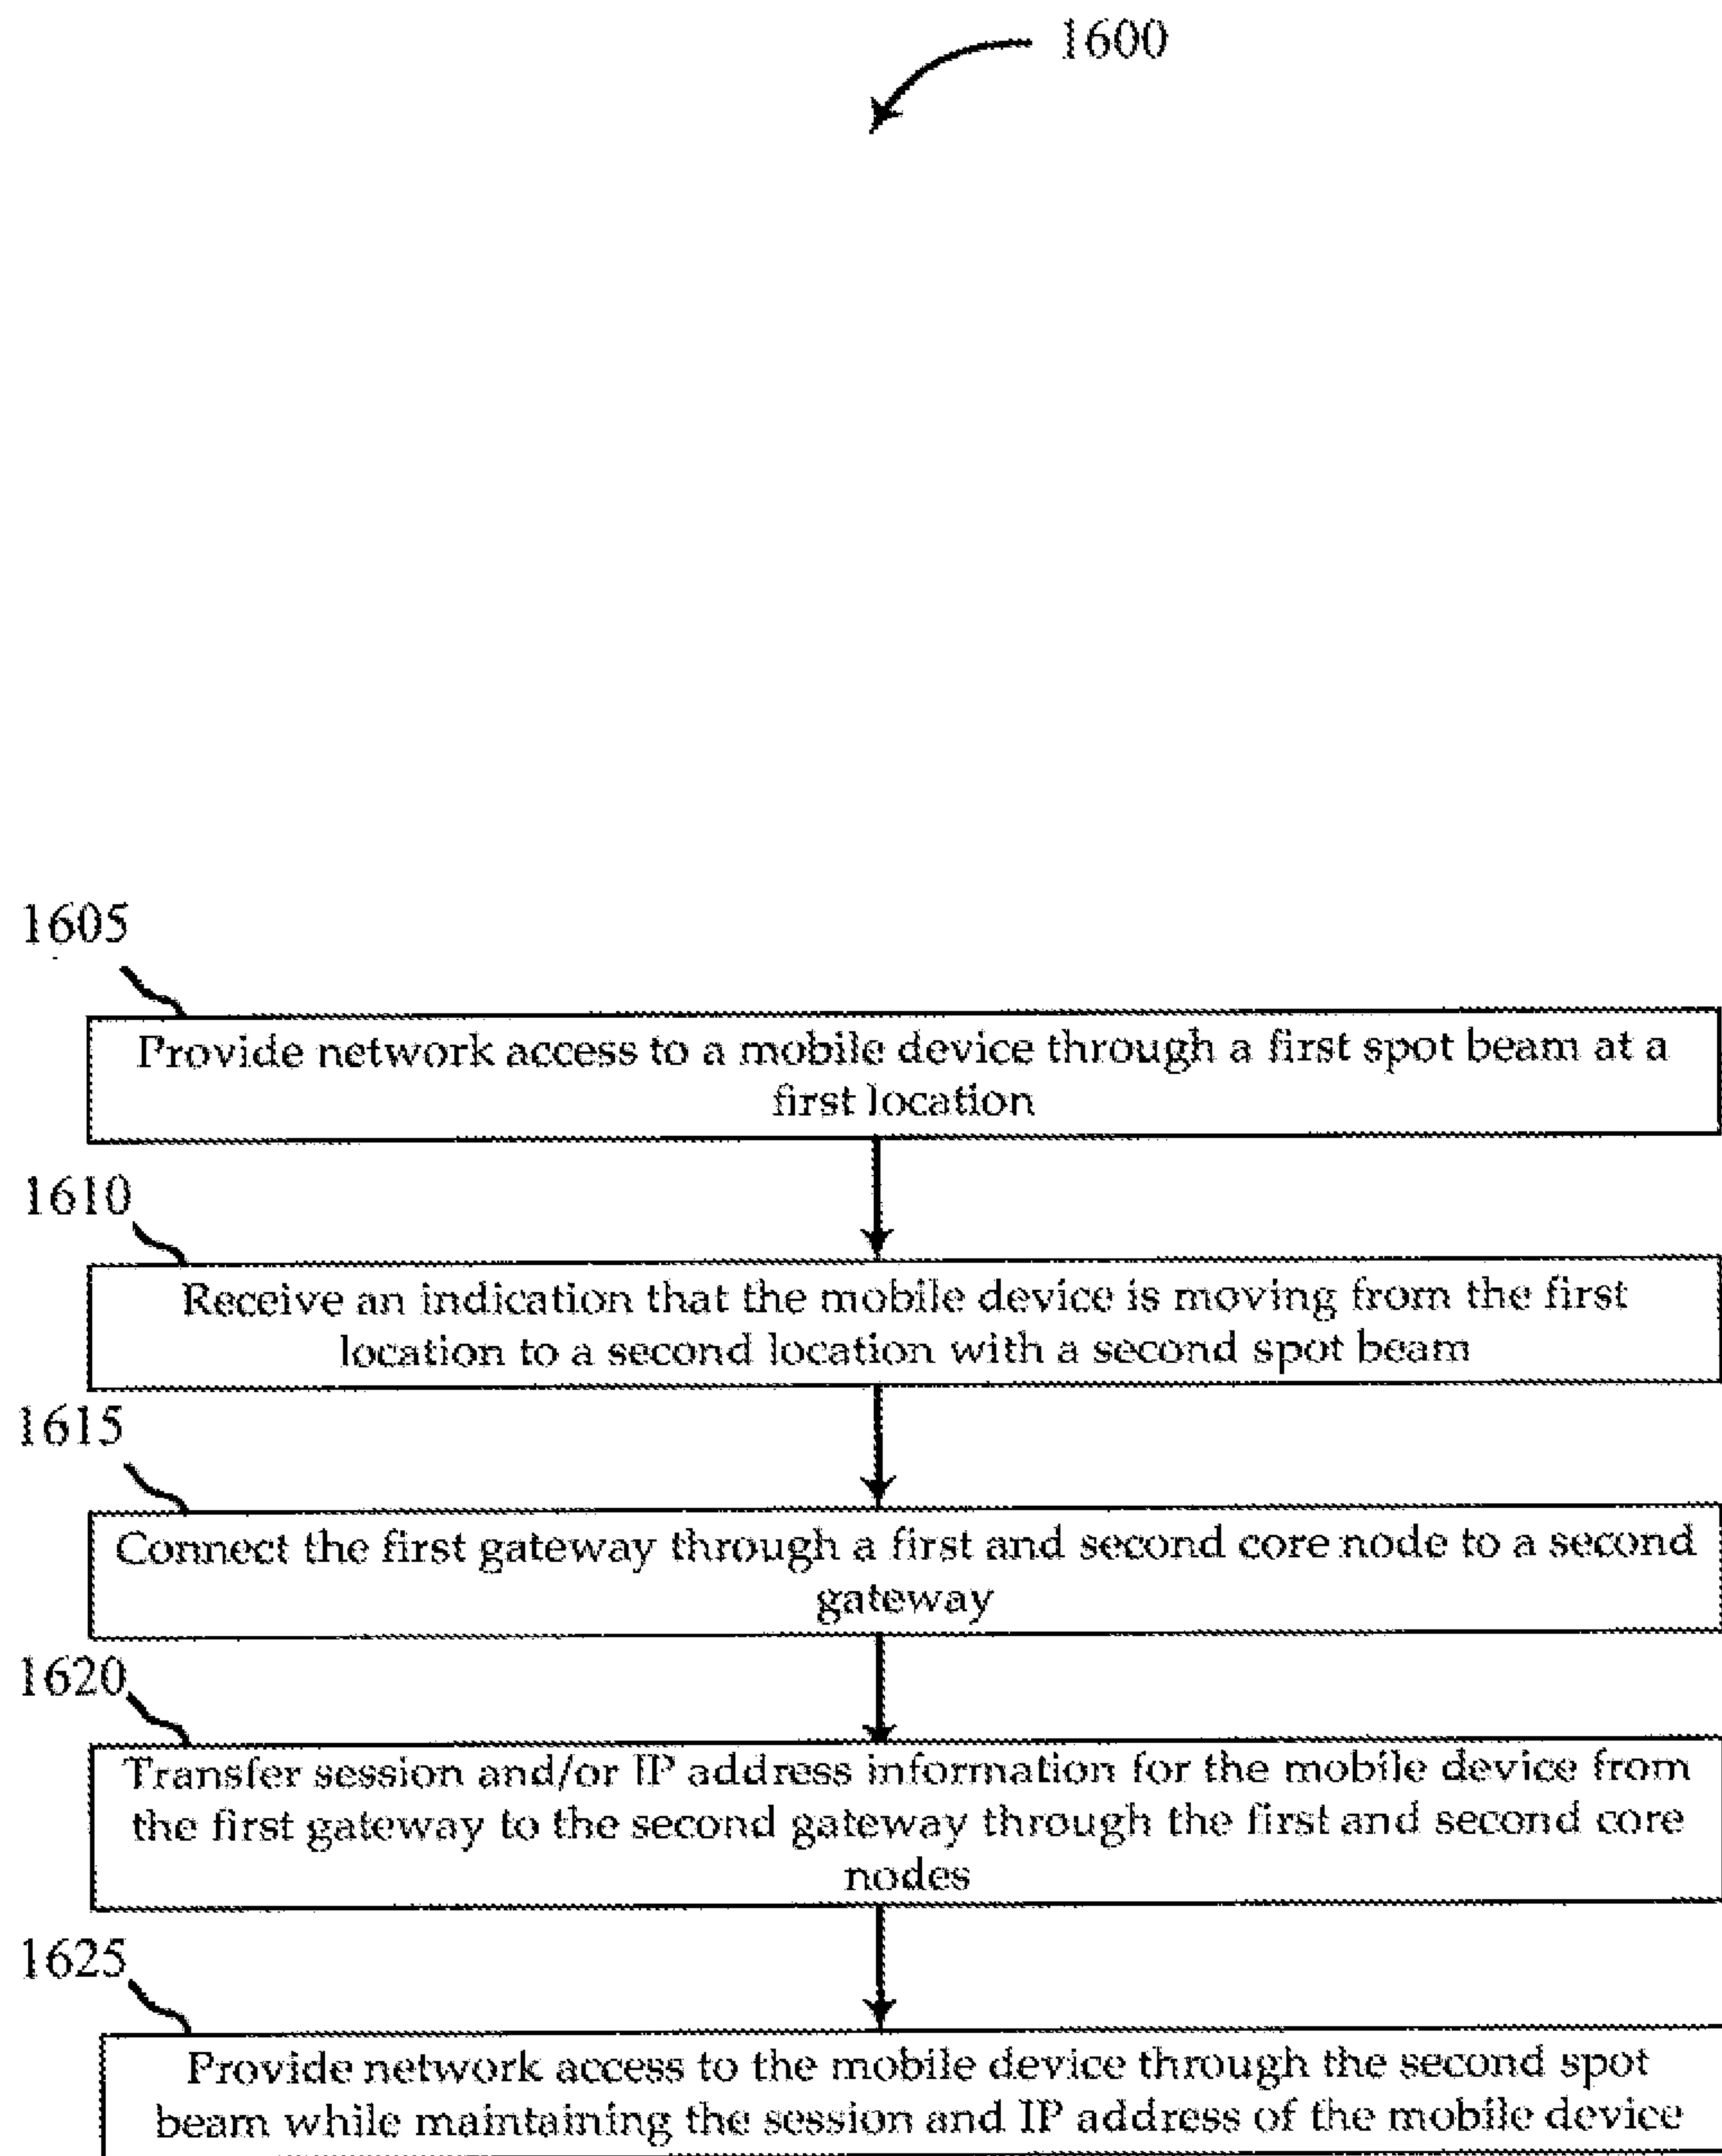 1600
1605
Provide network access to a mobile device through a first spot beam at a
first location
1610
Receive an indication that the mobile device is moving from the first
location to a second location with a second spot beam
1615
Connect the first gateway through a first and second core node to a second
gateway
1620
Transfer session and/or IP address information for the mobile device from
the first gateway to the second gateway through the first and second core
nodes
1625
Provide network access to the mobile device through the second spot
beam while maintaining the session and IP address of the mobile device